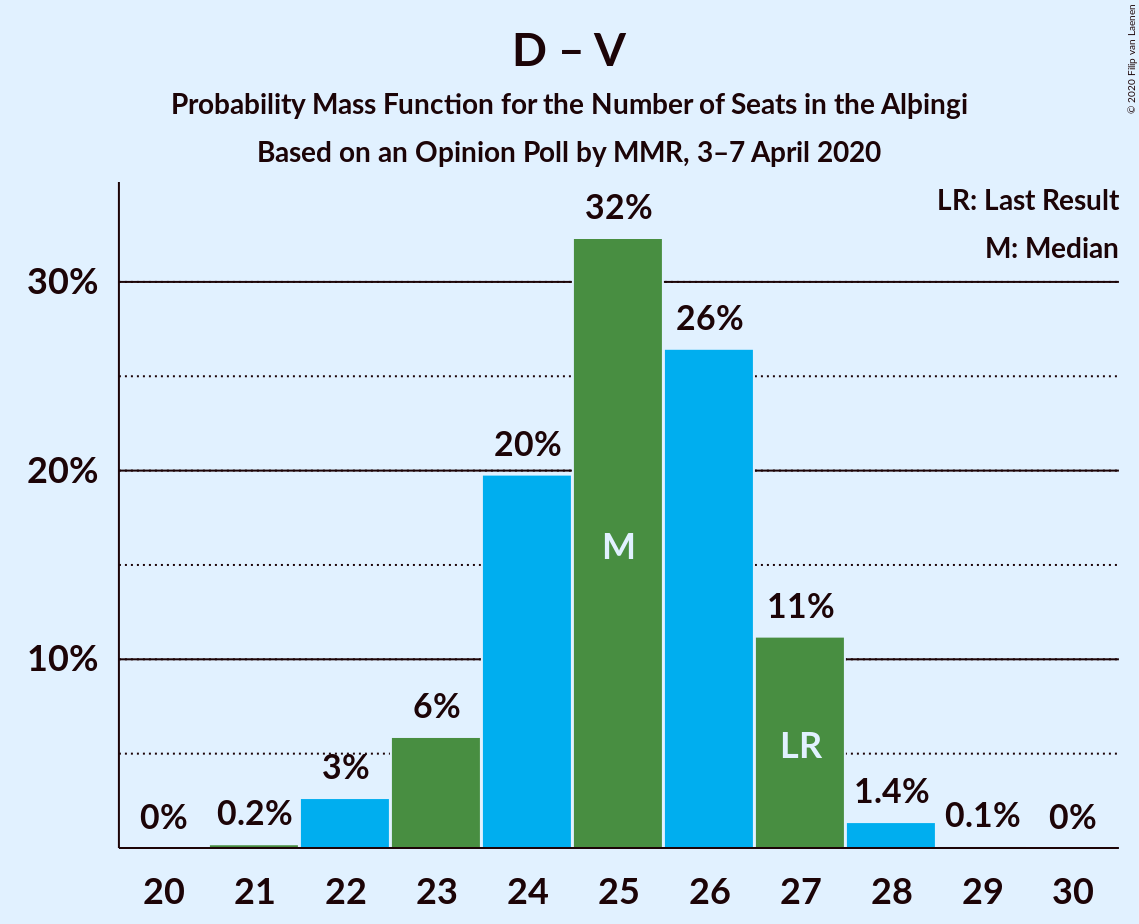 D – V
Probability Mass Function for the Number of Seats in the Alþingi
Based on an Opinion Poll by MMR, 3–7 April 2020
© 2020 Filip van Laenen
LR: Last Result
M: Median
32%
30%
26%
20%
20%
M
11%
10%
6%
LR
3%
1.4%
0%
0.2%
0.1%
0%
20 21 22 23 24 25 26 27 28 29 30